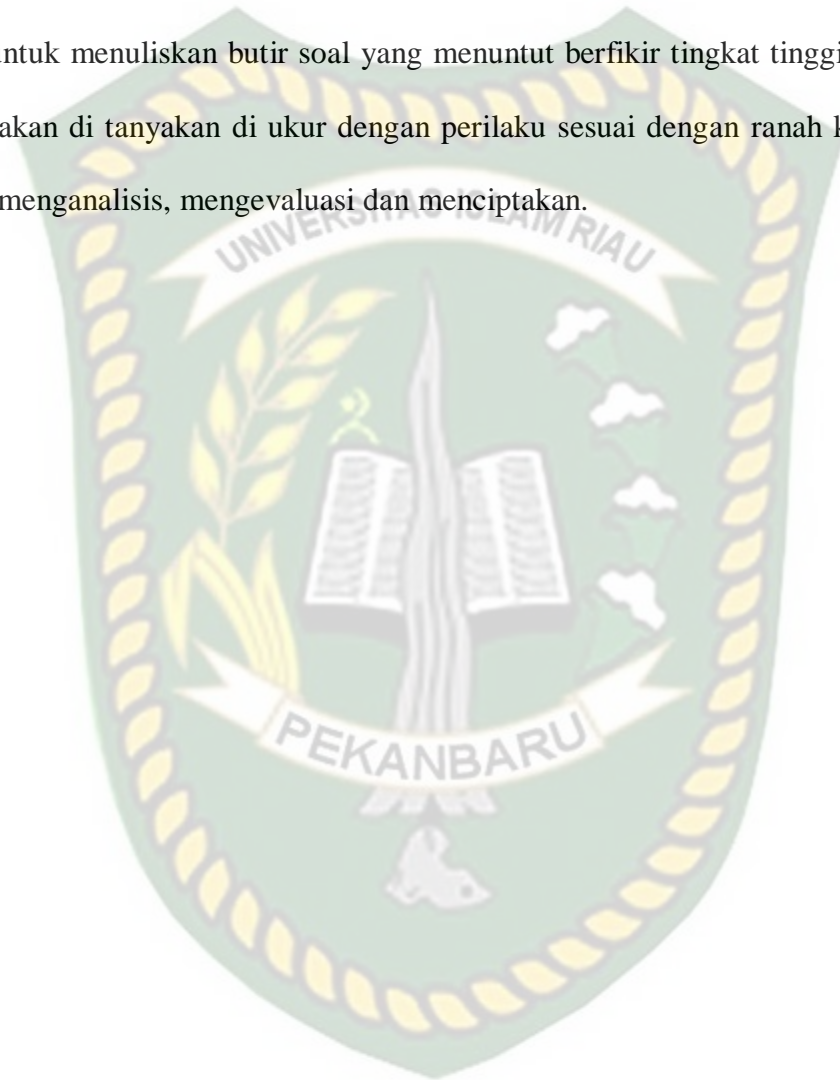 untuk menuliskan butir soal yang menuntut berfikir tingkat tinggi
akan di tanyakan di ukur dengan perilaku sesuai dengan ranah
menganalisis, mengevaluasi dan menciptakan.
UNIVERSITAS ISLAM RIAU
PEKANBARU